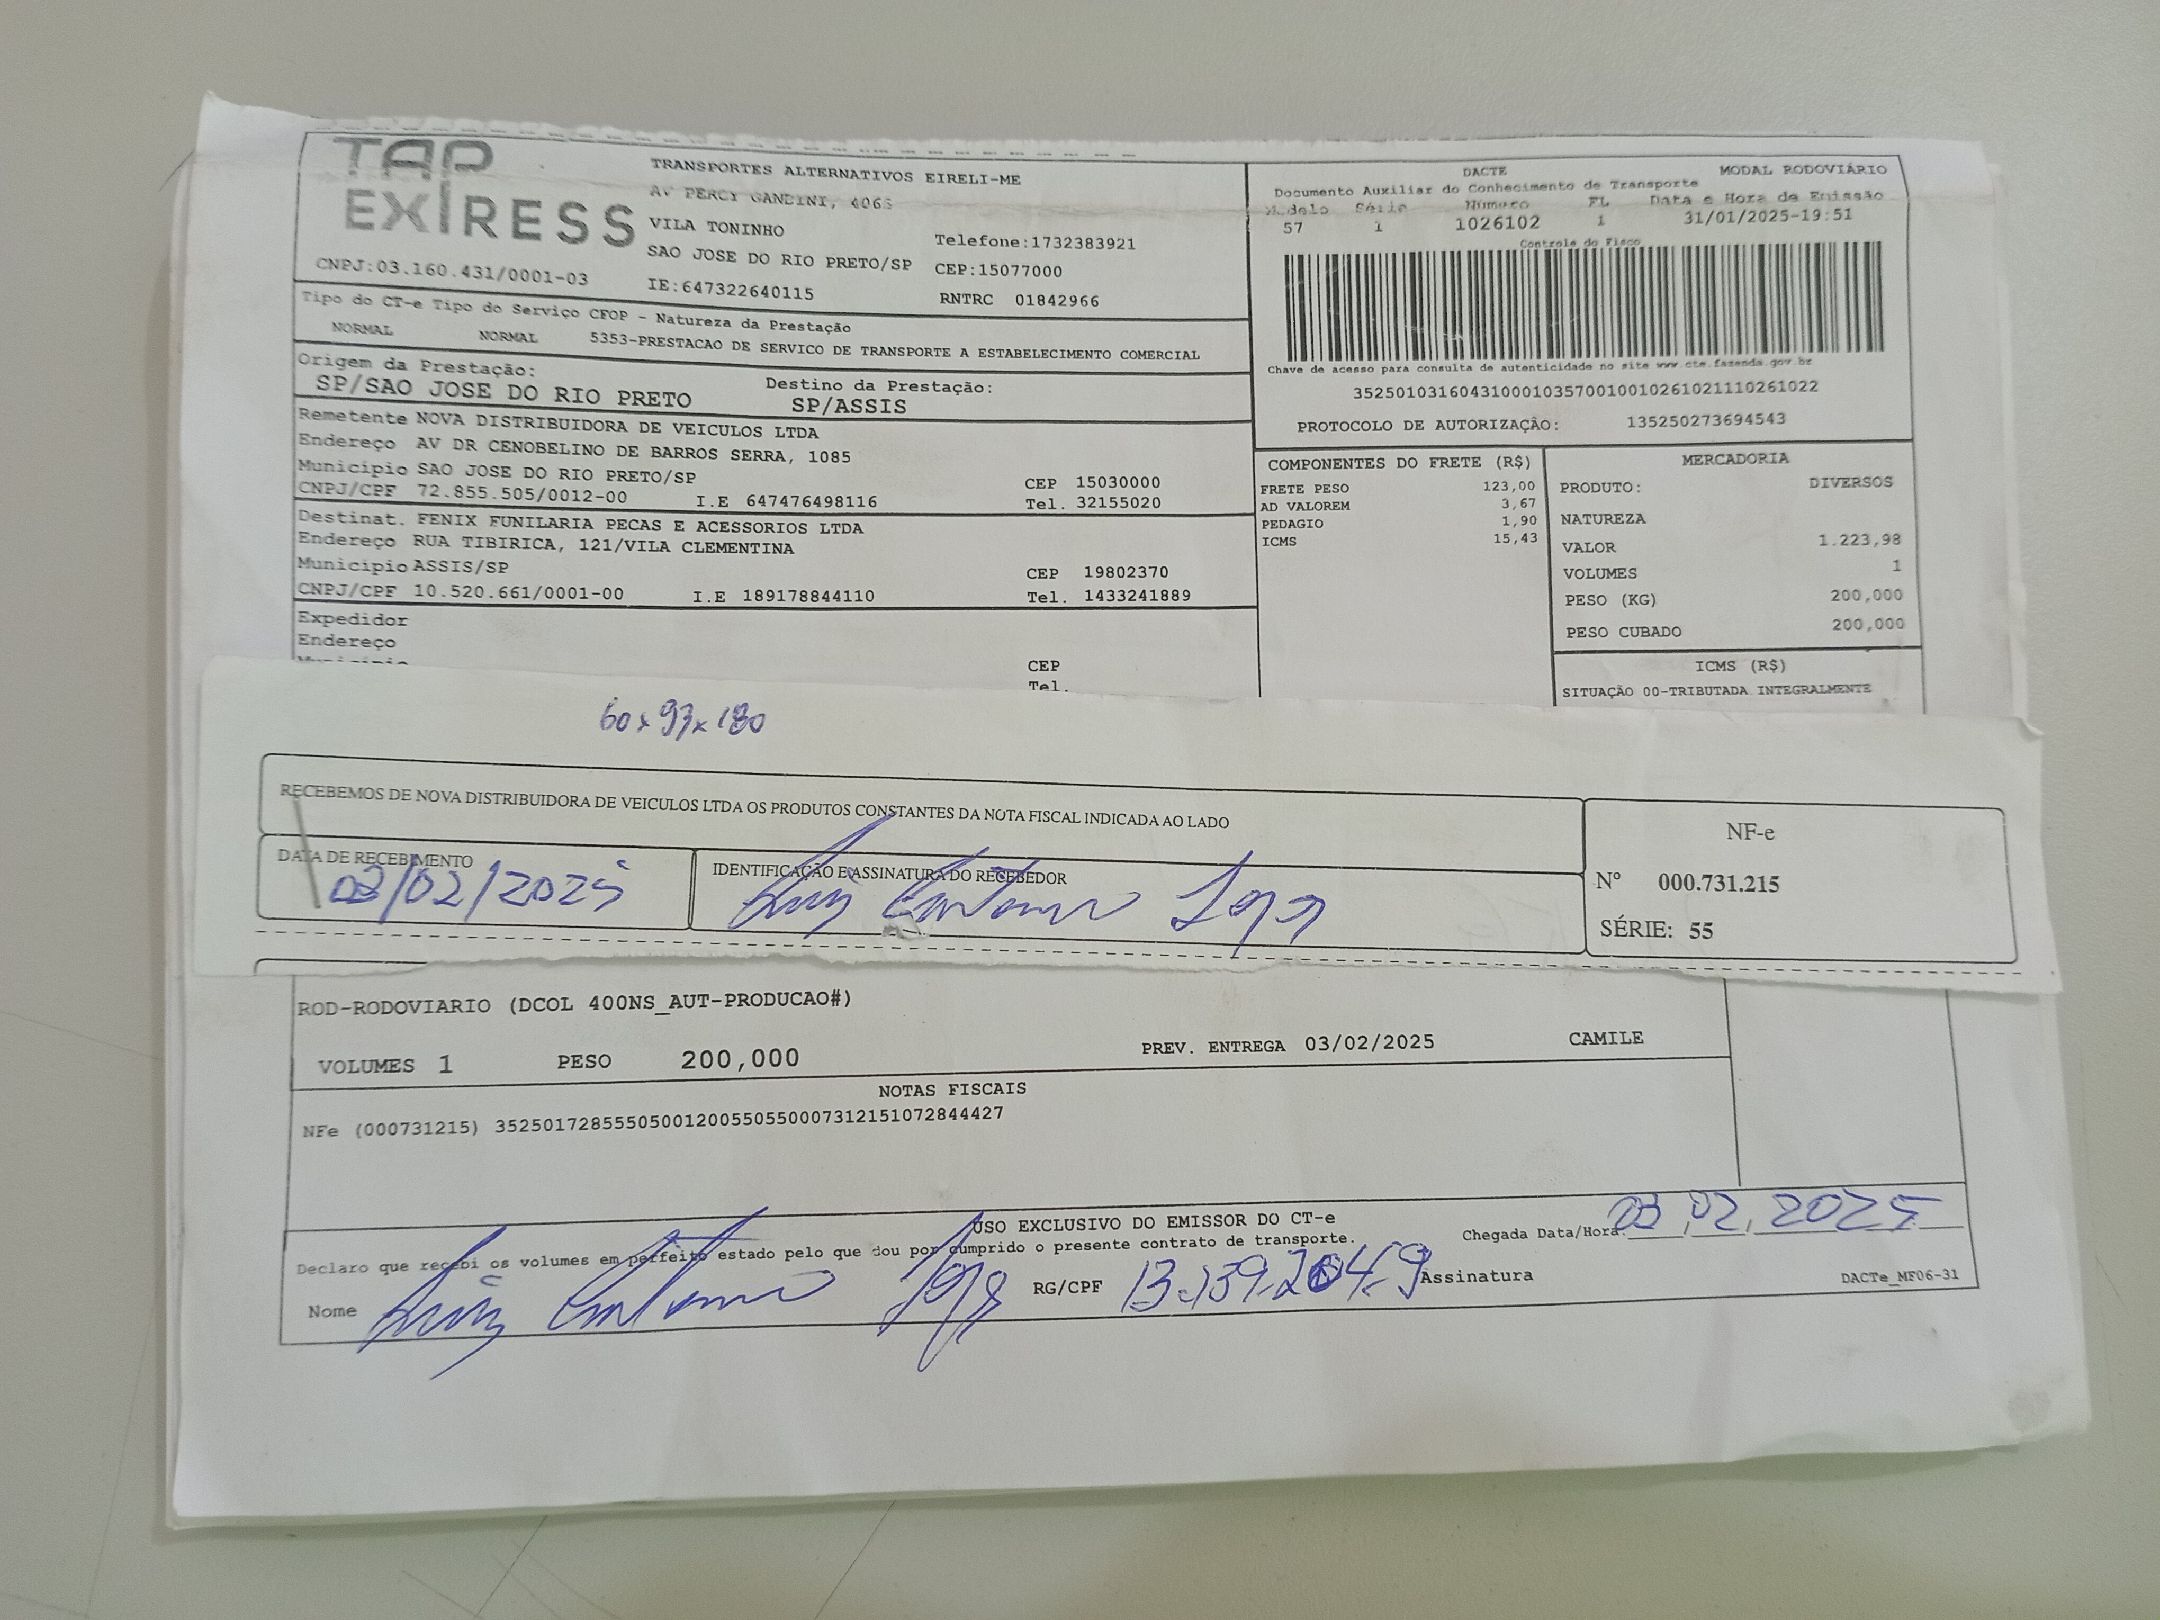 TAP
EXPRESS
TRANSPORTES ALTERNATIVOS EIRELI-ME
AV PERCY GANDINI, 4065
VILA TONINHO
Telefone:1732383921
SAO JOSE DO RIO PRETO/SP CEP:15077000
CNPJ:03.160.431/0001-03 IE:647322640115 RNTRC 01842966
DACTE MODAL RODOVIÁRIO
Documento Auxiliar do Conhecimento de Transporte
Modelo Série Número FL Data e Hora de Emissão
57 1 1026102 1 31/01/2025-19:51
Controle do Fisco
Chave de acesso para consulta de autenticidade no site www.cte.fazenda.gov.br
35250103160431000103570010010261021110261022
PROTOCOLO DE AUTORIZAÇÃO: 135250273694543
Tipo do CT-e Tipo do Serviço CFOP - Natureza da Prestação
NORMAL NORMAL 5353-PRESTACAO DE SERVICO DE TRANSPORTE A ESTABELECIMENTO COMERCIAL
Origem da Prestação: Destino da Prestação:
SP/SAO JOSE DO RIO PRETO SP/ASSIS
Remetente NOVA DISTRIBUIDORA DE VEICULOS LTDA
Endereço AV DR CENOBELINO DE BARROS SERRA, 1085
Municipio SAO JOSE DO RIO PRETO/SP CEP 15030000
CNPJ/CPF 72.855.505/0012-00 I.E 647476498116 Tel. 32155020
Destinat. FENIX FUNILARIA PECAS E ACESSORIOS LTDA
Endereço RUA TIBIRICA, 121/VILA CLEMENTINA
Municipio ASSIS/SP CEP 19802370
CNPJ/CPF 10.520.661/0001-00 I.E 189178844110 Tel. 1433241889
Expedidor
Endereço
CEP
Tel.
COMPONENTES DO FRETE (R$)
FRETE PESO 123,00
AD VALOREM 3,67
PEDAGIO 1,90
ICMS 15,43
MERCADORIA
PRODUTO: DIVERSOS
NATUREZA
VALOR 1.223,98
VOLUMES 1
PESO (KG) 200,000
PESO CUBADO 200,000
ICMS (R$)
SITUAÇÃO 00-TRIBUTADA INTEGRALMENTE
60x93x180
RECEBEMOS DE NOVA DISTRIBUIDORA DE VEICULOS LTDA OS PRODUTOS CONSTANTES DA NOTA FISCAL INDICADA AO LADO
DATA DE RECEBIMENTO
03/02/2025
IDENTIFICAÇÃO E ASSINATURA DO RECEBEDOR
Luis Antonio
NF-e
Nº 000.731.215
SÉRIE: 55
ROD-RODOVIARIO (DCOL 400NS_AUT-PRODUCAO#)
VOLUMES 1 PESO 200,000 PREV. ENTREGA 03/02/2025 CAMILE
NOTAS FISCAIS
NFe (000731215) 35250172855505001200550550007312151072844427
USO EXCLUSIVO DO EMISSOR DO CT-e
Chegada Data/Hora: 03 02 2025
Declaro que recebi os volumes em perfeito estado pelo que dou por cumprido o presente contrato de transporte.
Nome Luis Antonio RG/CPF 13.139.204-9 Assinatura
DACTe_MF06-31